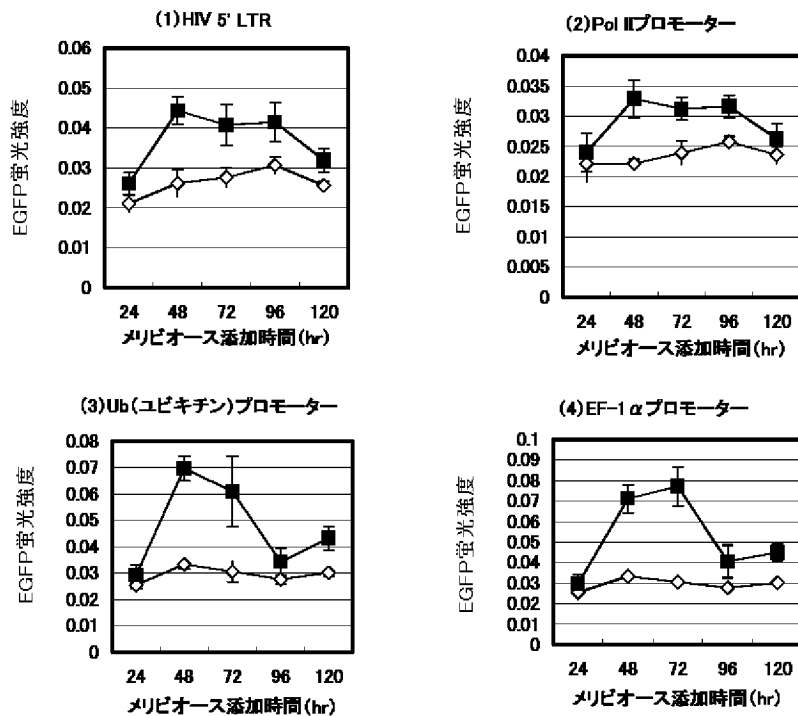 (1)HIV 5' LTR
EGFP蛍光強度
0.06
0.05
0.04
0.03
0.02
0.01
0
24 48 72 96 120
メリビオース添加時間(hr)
(2)Pol Ⅱプロモーター
EGFP蛍光強度
0.04
0.035
0.03
0.025
0.02
0.015
0.01
0.005
0
24 48 72 96 120
メリビオース添加時間(hr)
(3)Ub(ユビキチン)プロモーター
EGFP蛍光強度
0.08
0.07
0.06
0.05
0.04
0.03
0.02
0.01
0
24 48 72 96 120
メリビオース添加時間(hr)
(4)EF-1αプロモーター
EGFP蛍光強度
0.1
0.09
0.08
0.07
0.06
0.05
0.04
0.03
0.02
0.01
0
24 48 72 96 120
メリビオース添加時間(hr)